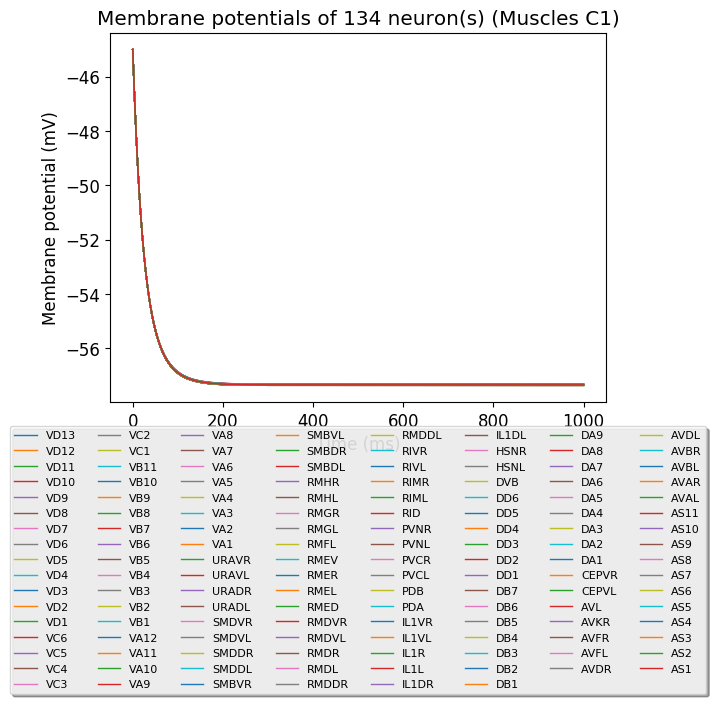 Membrane potentials of 134 neuron(s) (Muscles C1)
Membrane potential (mV)
−46
−48
−50
−52
−54
−56
0 200 400 600 800 1000
Time (ms)
VD13 VC2 VA8 SMBVL RMDDL IL1DL DA9 AVDL
VD12 VC1 VA7 SMBDR RIVR HSNR DA8 AVBR
VD11 VB11 VA6 SMBDL RIVL HSNL DA7 AVBL
VD10 VB10 VA5 RMHR RIMR DVB DA6 AVAR
VD9 VB9 VA4 RMHL RIML DD6 DA5 AVAL
VD8 VB8 VA3 RMGR RID DD5 DA4 AS11
VD7 VB7 VA2 RMGL PVNR DD4 DA3 AS10
VD6 VB6 VA1 RMFL PVNL DD3 DA2 AS9
VD5 VB5 URAVR RMEV PVCR DD2 DA1 AS8
VD4 VB4 URAVL RMER PVCL DD1 CEPVR AS7
VD3 VB3 URADR RMEL PDB DB7 CEPVL AS6
VD2 VB2 URADL RMED PDA DB6 AVL AS5
VD1 VB1 SMDVR RMDVR IL1VR DB5 AVKR AS4
VC6 VA12 SMDVL RMDVL IL1VL DB4 AVFR AS3
VC5 VA11 SMDDR RMDR IL1R DB3 AVFL AS2
VC4 VA10 SMDDL RMDL IL1L DB2 AVDR AS1
VC3 VA9 SMBVR RMDDR IL1DR DB1